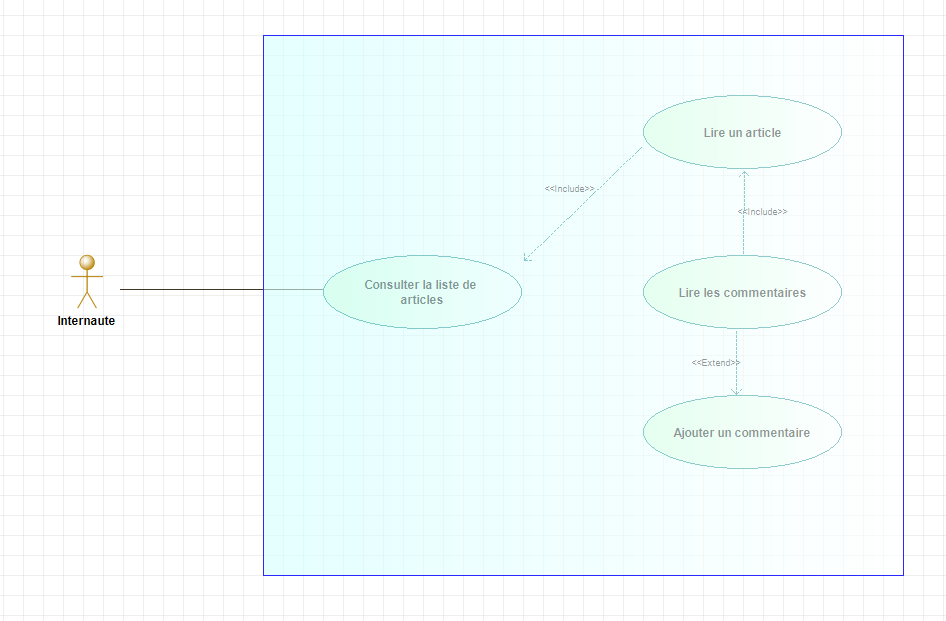 Lire un article
<<Include>>
<<Include>>
Internaute
Consulter la liste de
articles
Lire les commentaires
<<Extend>>
Ajouter un commentaire